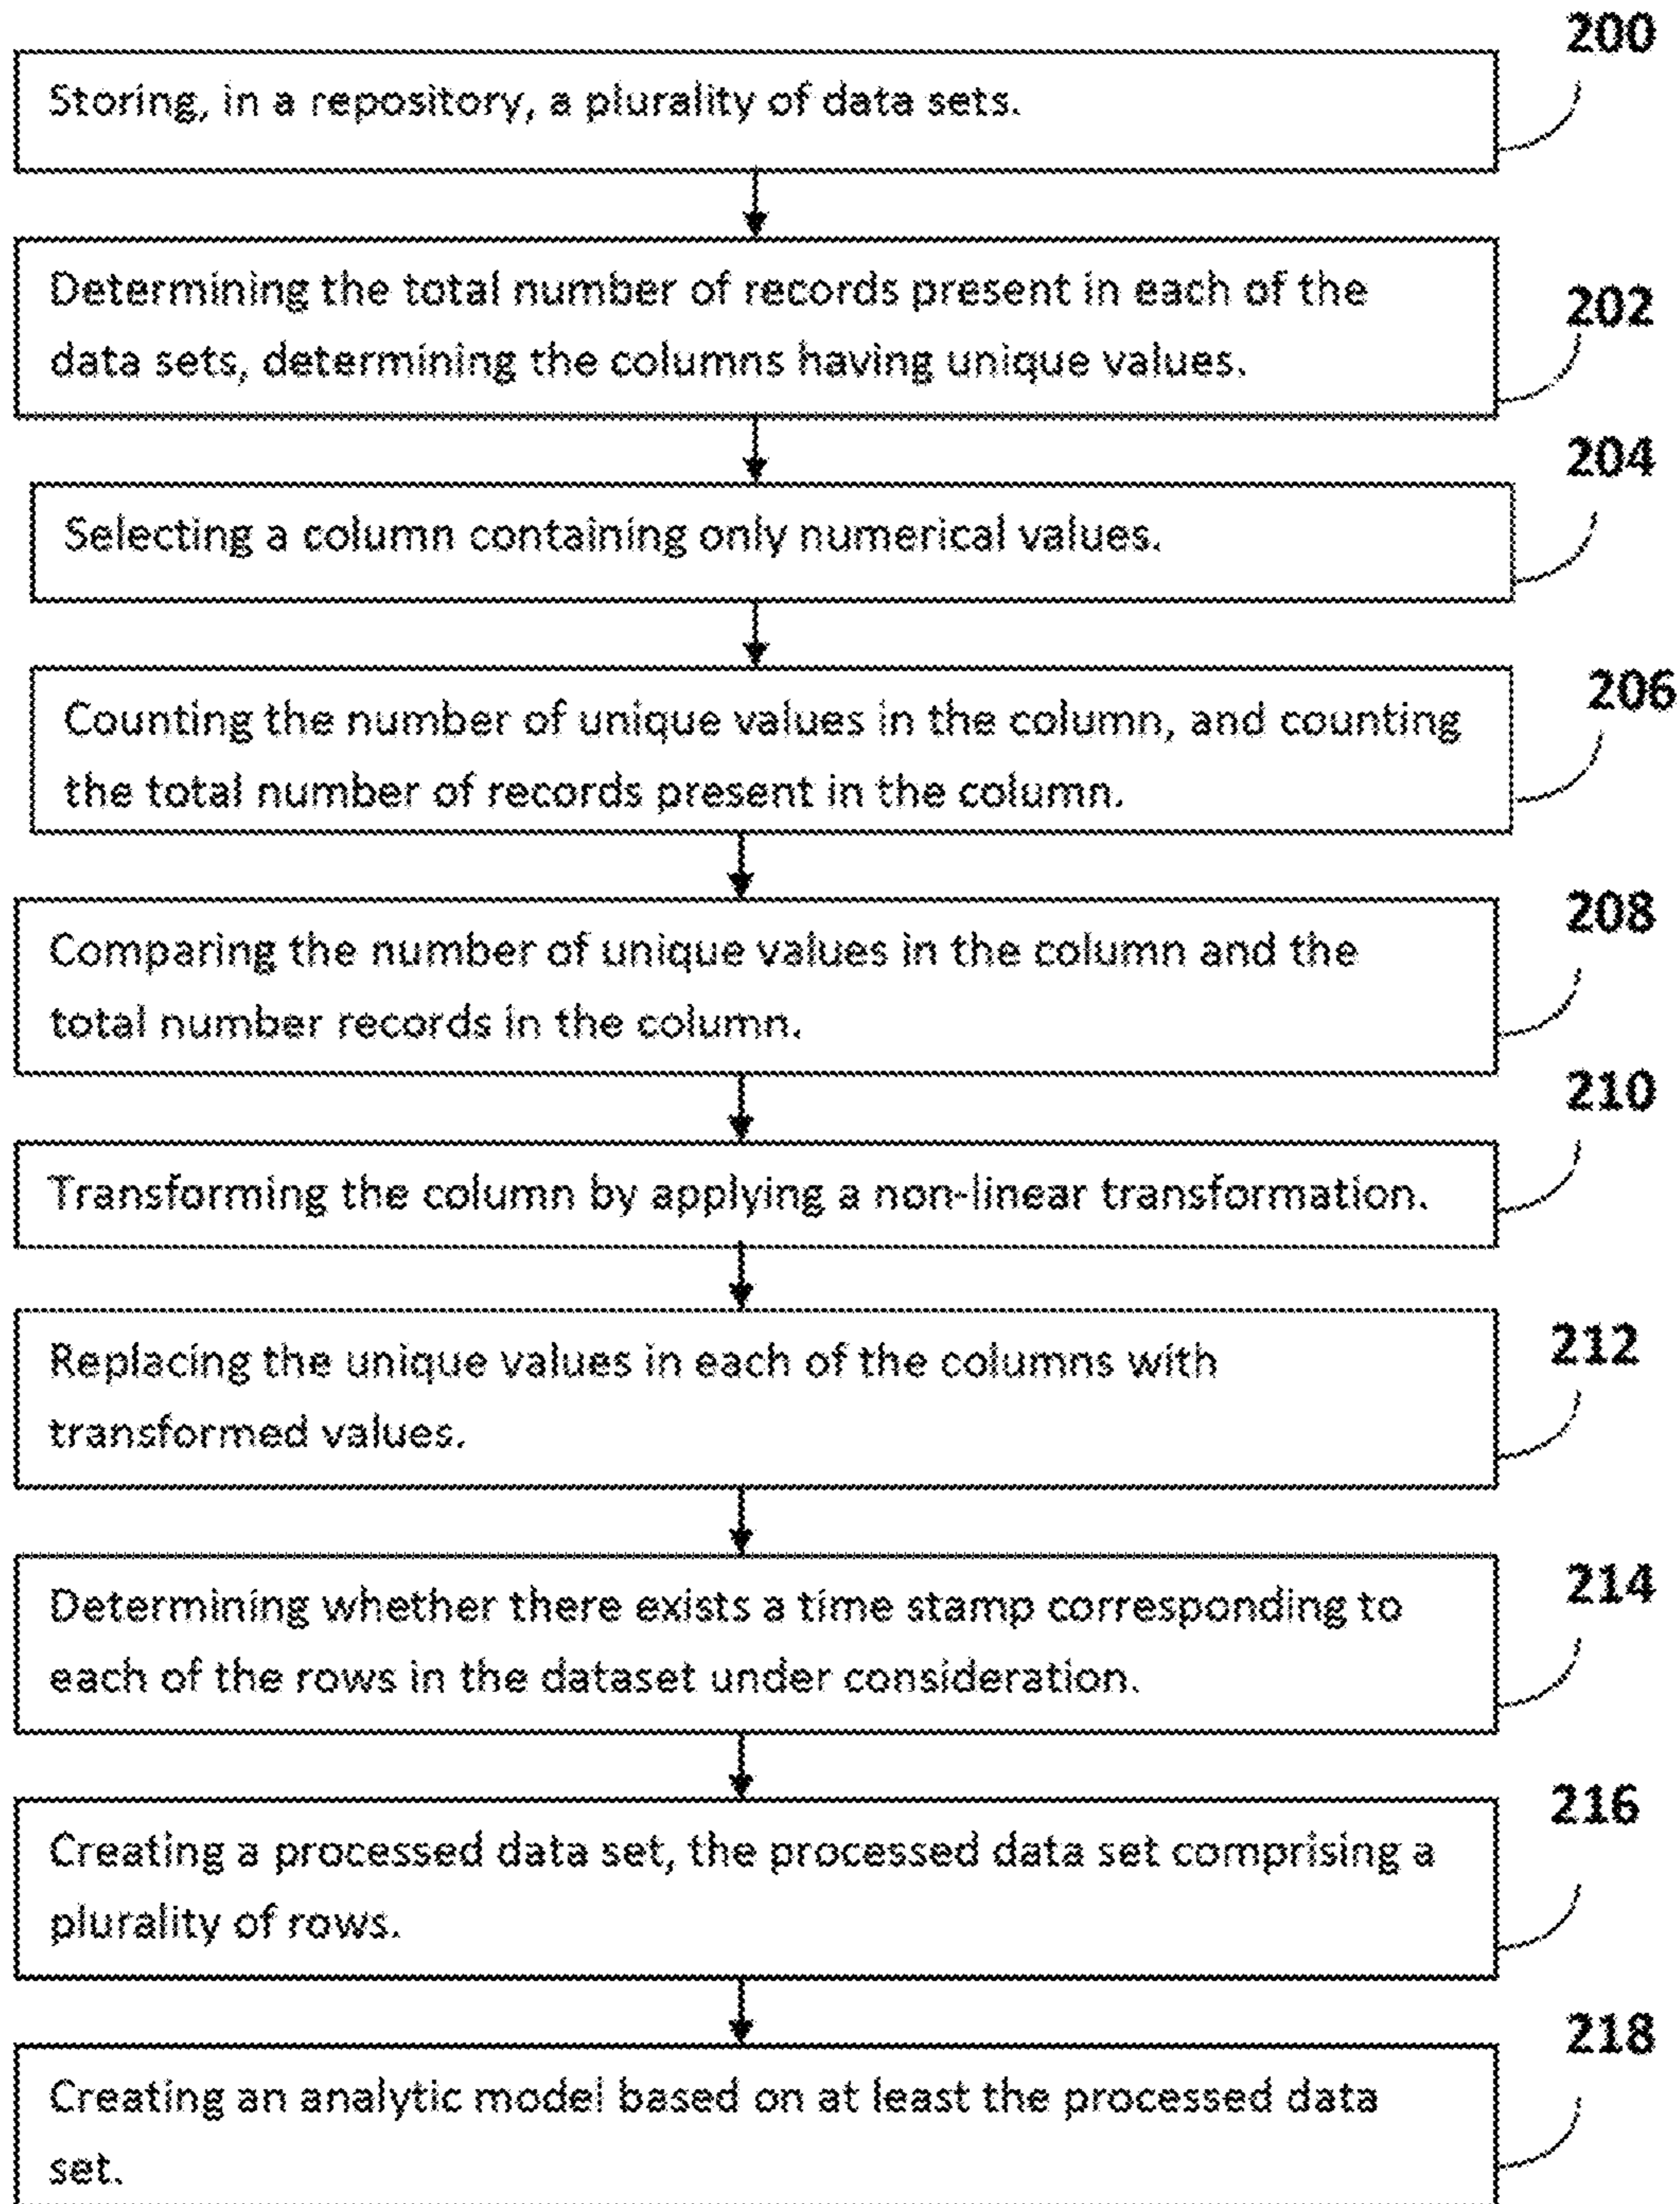 200
Storing, in a repository, a plurality of data sets.
Determining the total number of records present in each of the
202
data sets, determining the columns having unique values.
204
Selecting a column containing only numerical values.
206
Counting the number of unique values in the column, and counting
the total number of records present in the column.
208
Comparing the number of unique values in the column and the
total number records in the column.
210
Transforming the column by applying a non-linear transformation.
212
Replacing the unique values in each of the columns with
transformed values.
214
Determining whether there exists a time stamp corresponding to
each of the rows in the dataset under consideration.
216
Creating a processed data set, the processed data set comprising a
plurality of rows.
218
Creating an analytic model based on at least the processed data
set.